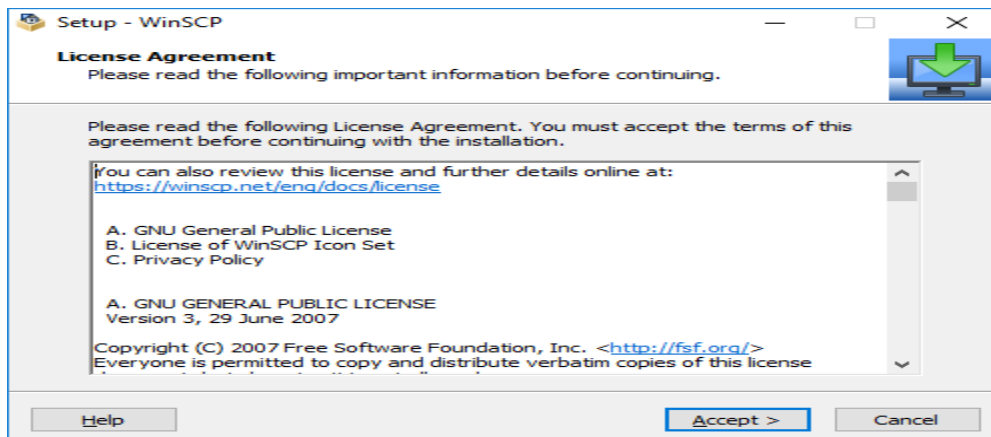 Setup - WinSCP
License Agreement
Please read the following important information before continuing.
Please read the following License Agreement. You must accept the terms of this
agreement before continuing with the installation.
You can also review this license and further details online at:
https://winscp.net/eng/docs/license
A. GNU General Public License
B. License of WinSCP Icon Set
C. Privacy Policy
A. GNU GENERAL PUBLIC LICENSE
Version 3, 29 June 2007
Copyright (C) 2007 Free Software Foundation, Inc. <http://fsf.org/>
Everyone is permitted to copy and distribute verbatim copies of this license
Help
Accept >
Cancel